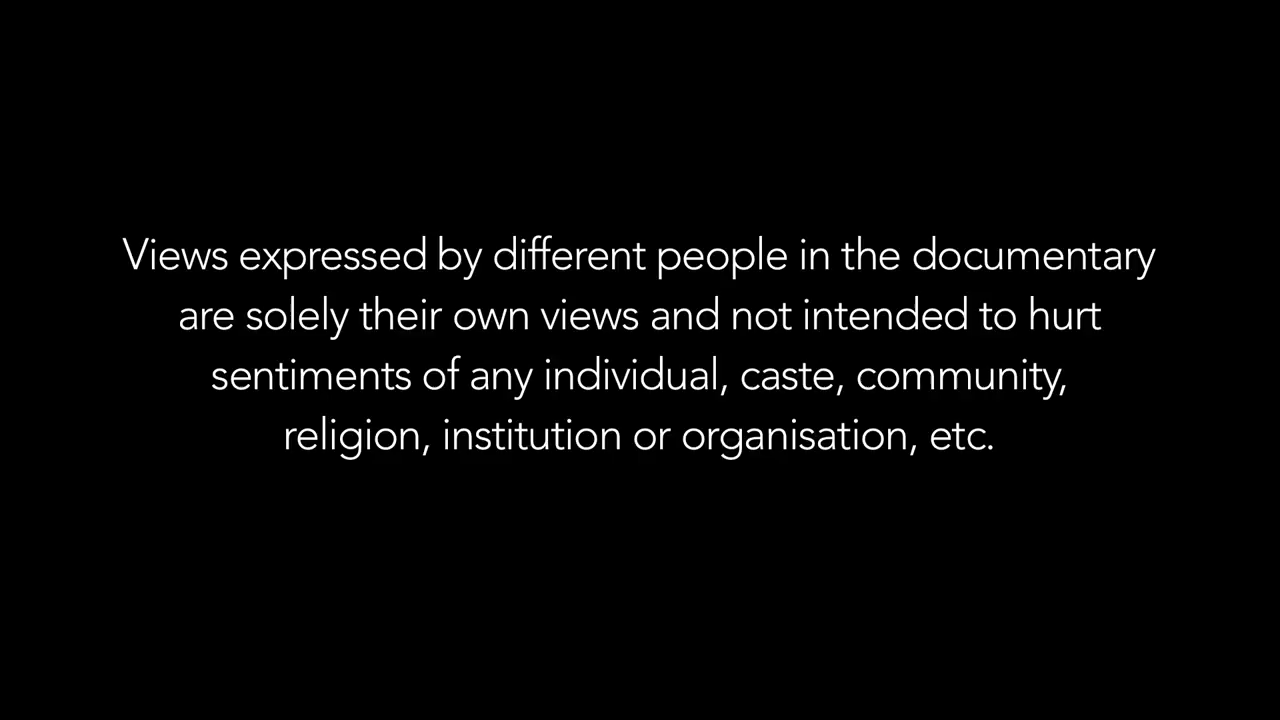 Views expressed by different people in the documentary
are solely their own views and not intended to hurt
sentiments of any individual, caste, community,
religion, institution or organisation, etc.